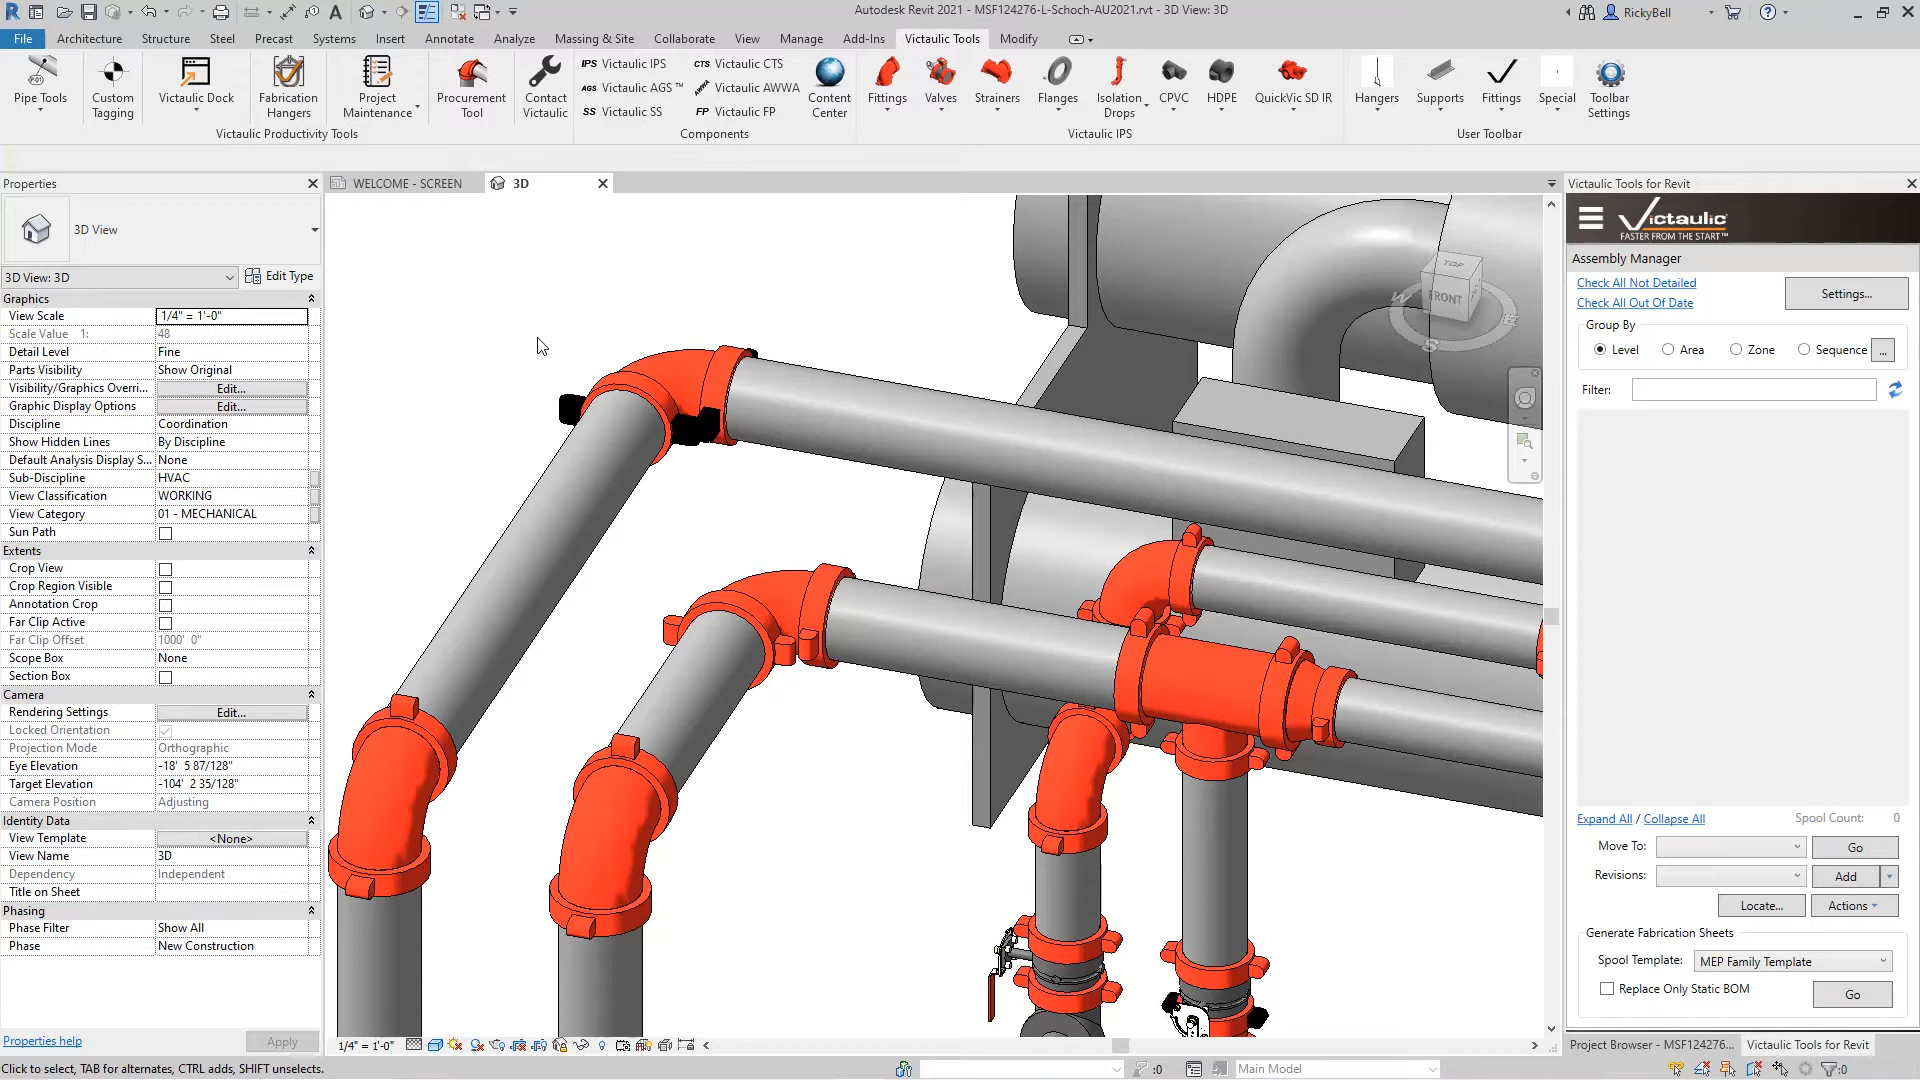 Autodesk Revit 2021 - MSF124276-L-Schoch-AU2021.rvt - 3D View: 3D
RickyBell
File
Architecture
Structure
Steel
Precast
Systems
Insert
Annotate
Analyze
Massing & Site
Collaborate
View
Manage
Add-Ins
Victaulic Tools
Modify
Pipe Tools
Custom
Tagging
Victaulic Dock
Fabrication
Hangers
Project
Maintenance
Procurement
Tool
Contact
Victaulic
IPS Victaulic IPS
AGS Victaulic AGS™
SS Victaulic SS
CTS Victaulic CTS
Victaulic AWWA
FP Victaulic FP
Content
Center
Fittings
Valves
Strainers
Flanges
Isolation
Drops
CPVC
HDPE
QuickVic SD IR
Hangers
Supports
Fittings
Special
Toolbar
Settings
Victaulic Productivity Tools
Components
Victaulic IPS
User Toolbar
Properties
WELCOME - SCREEN
3D
Victaulic Tools for Revit
3D View
3D View: 3D
Edit Type
Graphics
View Scale 1/4" = 1'-0"
Scale Value 1: 48
Detail Level Fine
Parts Visibility Show Original
Visibility/Graphics Overri... Edit...
Graphic Display Options Edit...
Discipline Coordination
Show Hidden Lines By Discipline
Default Analysis Display S... None
Sub-Discipline HVAC
View Classification WORKING
View Category 01 - MECHANICAL
Sun Path
Extents
Crop View
Crop Region Visible
Annotation Crop
Far Clip Active
Far Clip Offset 1000' 0"
Scope Box None
Section Box
Camera
Rendering Settings Edit...
Locked Orientation
Projection Mode Orthographic
Eye Elevation -18' 5 87/128"
Target Elevation -104' 2 35/128"
Camera Position Adjusting
Identity Data
View Template <None>
View Name 3D
Dependency Independent
Title on Sheet
Phasing
Phase Filter Show All
Phase New Construction
Properties help
Apply
TOP
FRONT
W
S
E
1/4" = 1'-0"
Victaulic
FASTER FROM THE START™
Assembly Manager
Check All Not Detailed
Check All Out Of Date
Settings...
Group By
Level
Area
Zone
Sequence
...
Filter:
Expand All / Collapse All
Spool Count: 0
Move To:
Go
Revisions:
Add
Locate...
Actions
Generate Fabrication Sheets
Spool Template: MEP Family Template
Replace Only Static BOM
Go
Project Browser - MSF124276...
Victaulic Tools for Revit
Click to select, TAB for alternates, CTRL adds, SHIFT unselects.
:0
Main Model
:0